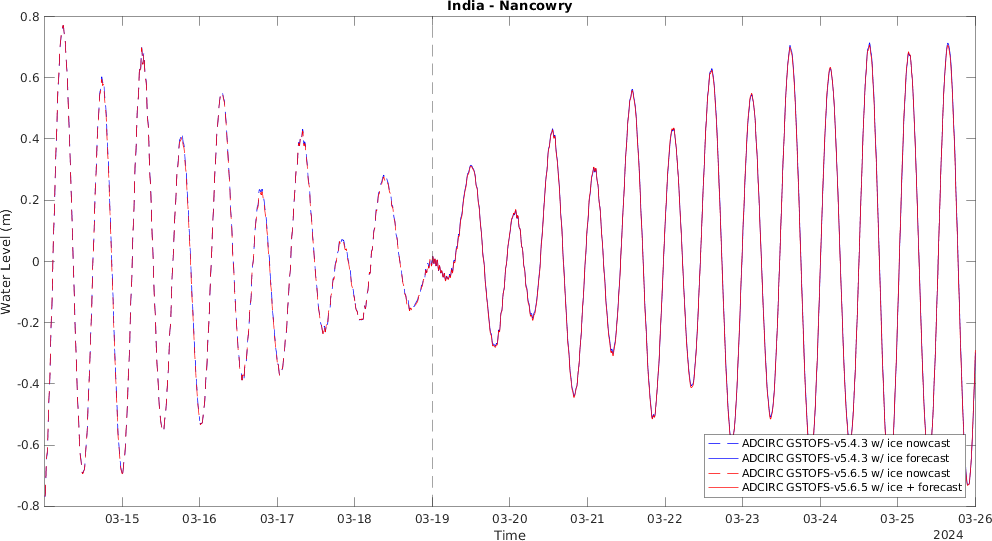 India - Nancowry
Water Level (m)
0.8
0.6
0.4
0.2
0
-0.2
-0.4
-0.6
-0.8
ADCIRC GSTOFS-v5.4.3 w/ ice nowcast
ADCIRC GSTOFS-v5.4.3 w/ ice forecast
ADCIRC GSTOFS-v5.6.5 w/ ice nowcast
ADCIRC GSTOFS-v5.6.5 w/ ice + forecast
03-15 03-16 03-17 03-18 03-19 03-20 03-21 03-22 03-23 03-24 03-25 03-26
Time
2024